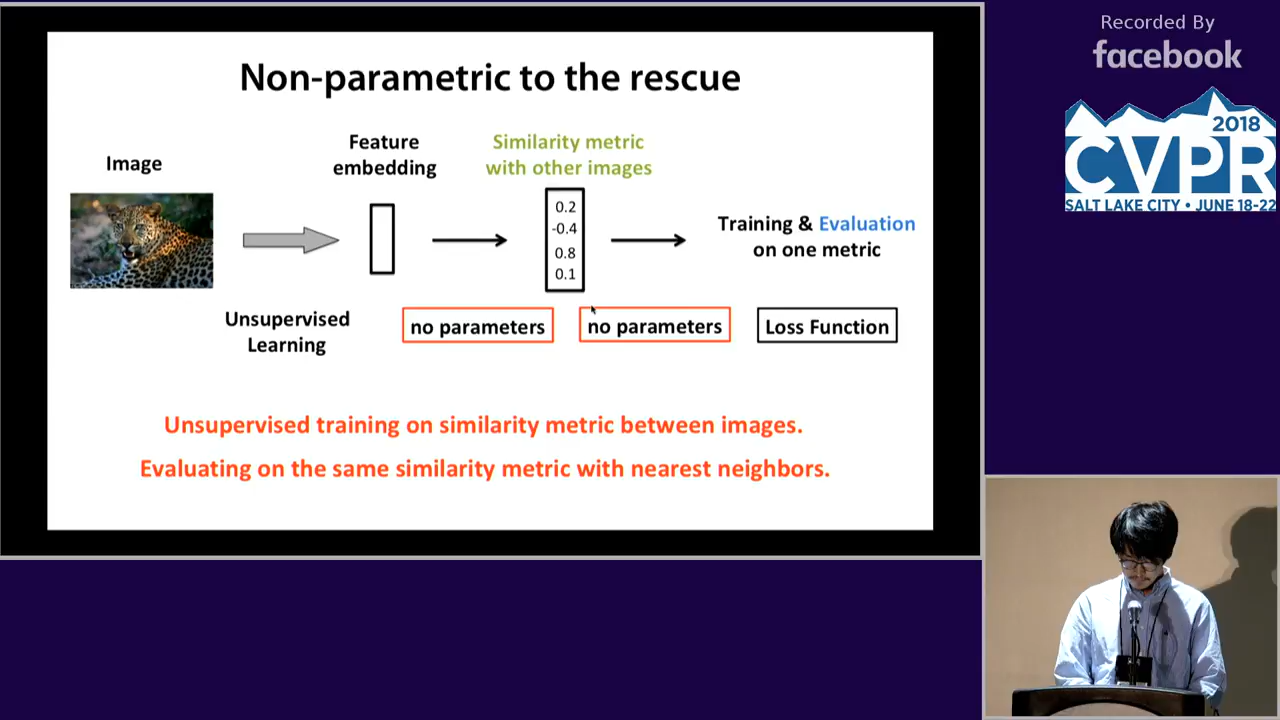 Non-parametric to the rescue
Image
Feature
embedding
Similarity metric
with other images
0.2
-0.4
0.8
0.1
Training & Evaluation
on one metric
Unsupervised
Learning
no parameters
no parameters
Loss Function
Unsupervised training on similarity metric between images.
Evaluating on the same similarity metric with nearest neighbors.
Recorded By
facebook
2018
CVPR
SALT LAKE CITY • JUNE 18-22